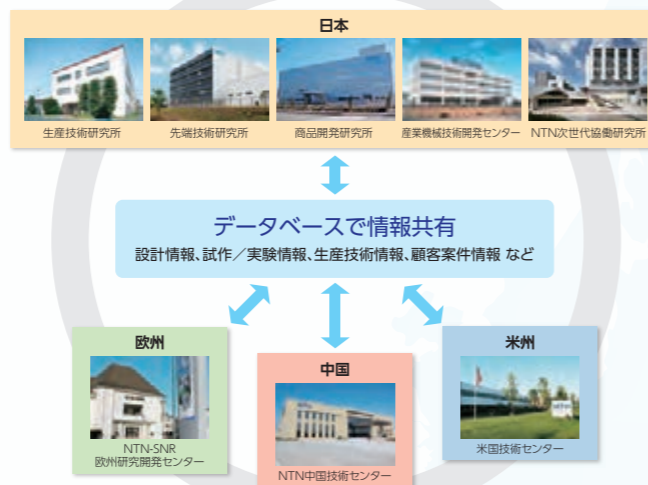 日本
生産技術研究所
先端技術研究所
商品開発研究所
産業機械技術開発センター
NTN次世代協働研究所
データベースで情報共有
設計情報、試作／実験情報、生産技術情報、顧客案件情報 など
欧州
NTN-SNR
欧州研究開発センター
中国
NTN中国技術センター
米州
米国技術センター